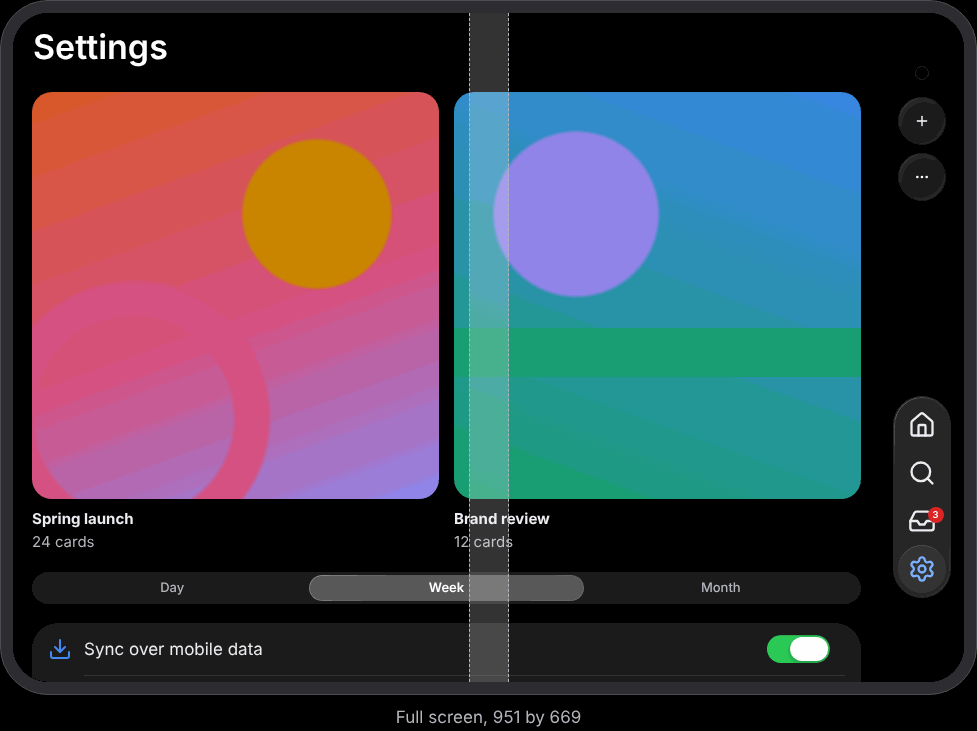 Settings
Spring launch
24 cards
Brand review
12 cards
Day
Week
Month
3
Sync over mobile data
Full screen, 951 by 669